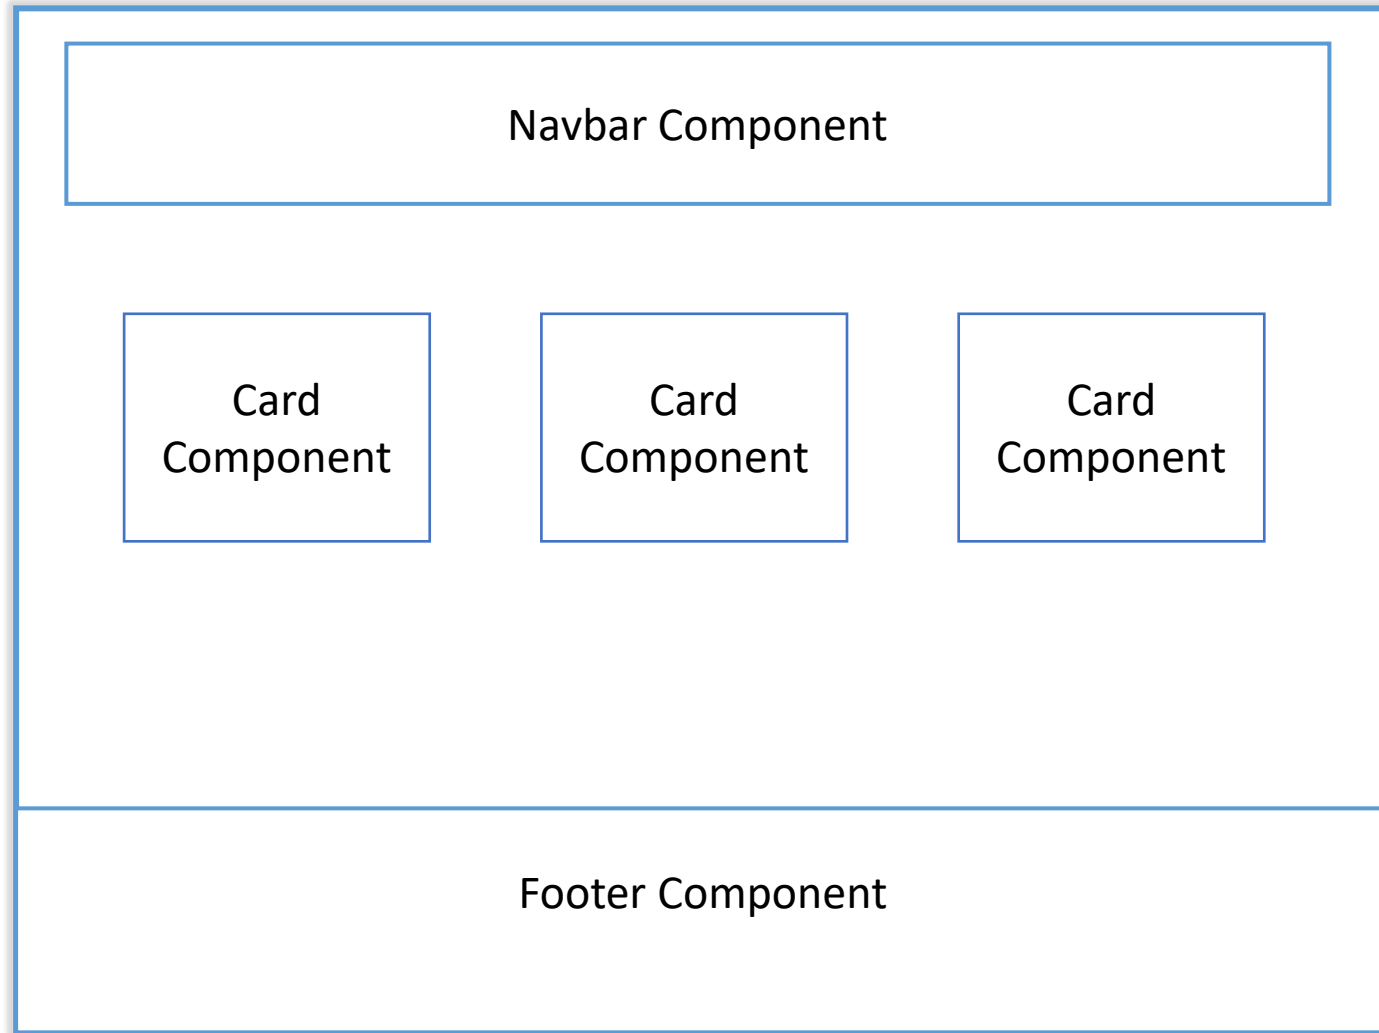 Navbar Component
Card
Component
Card
Component
Card
Component
Footer Component